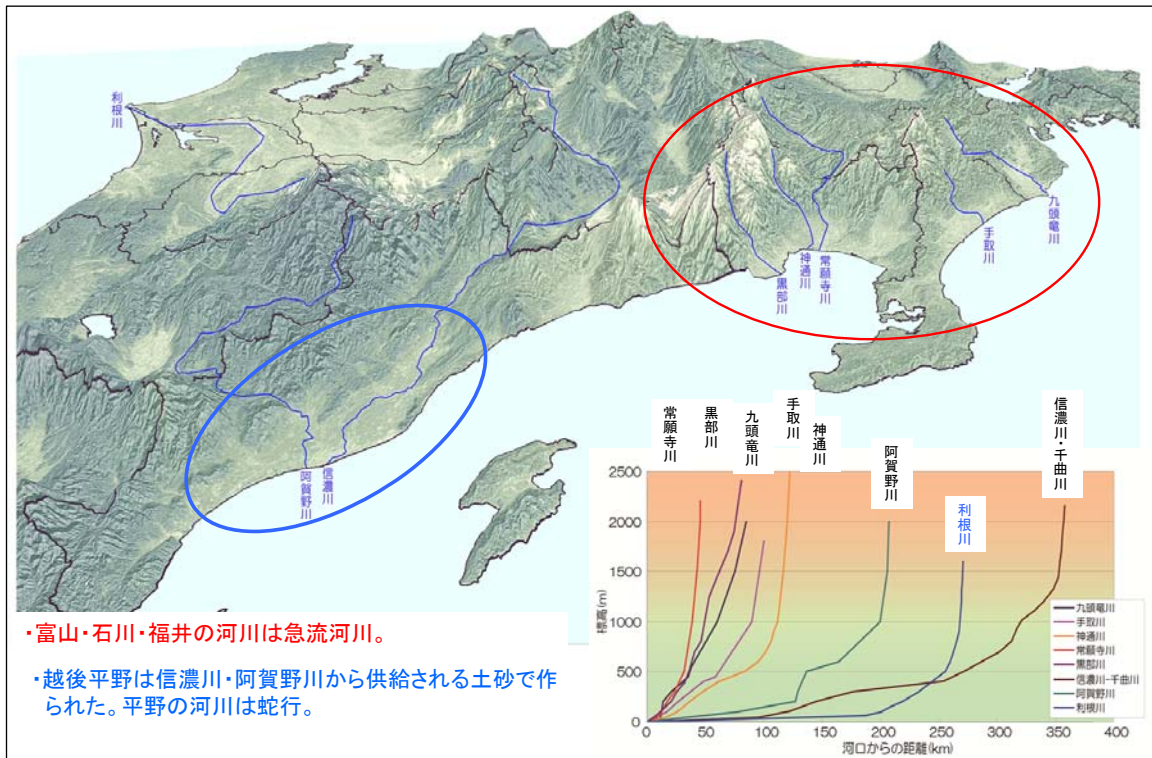 利根川
九頭竜川
手取川
常願寺川
神通川
黒部川
信濃川
阿賀野川
・富山・石川・福井の河川は急流河川。
・越後平野は信濃川・阿賀野川から供給される土砂で作
られた。平野の河川は蛇行。
常願寺川
黒部川
九頭竜川
手取川
神通川
阿賀野川
利根川
信濃川・千曲川
標高(m)
2500
2000
1500
1000
500
0
0 50 100 150 200 250 300 350 400
河口からの距離(km)
九頭竜川
手取川
神通川
常願寺川
黒部川
信濃川-千曲川
阿賀野川
利根川